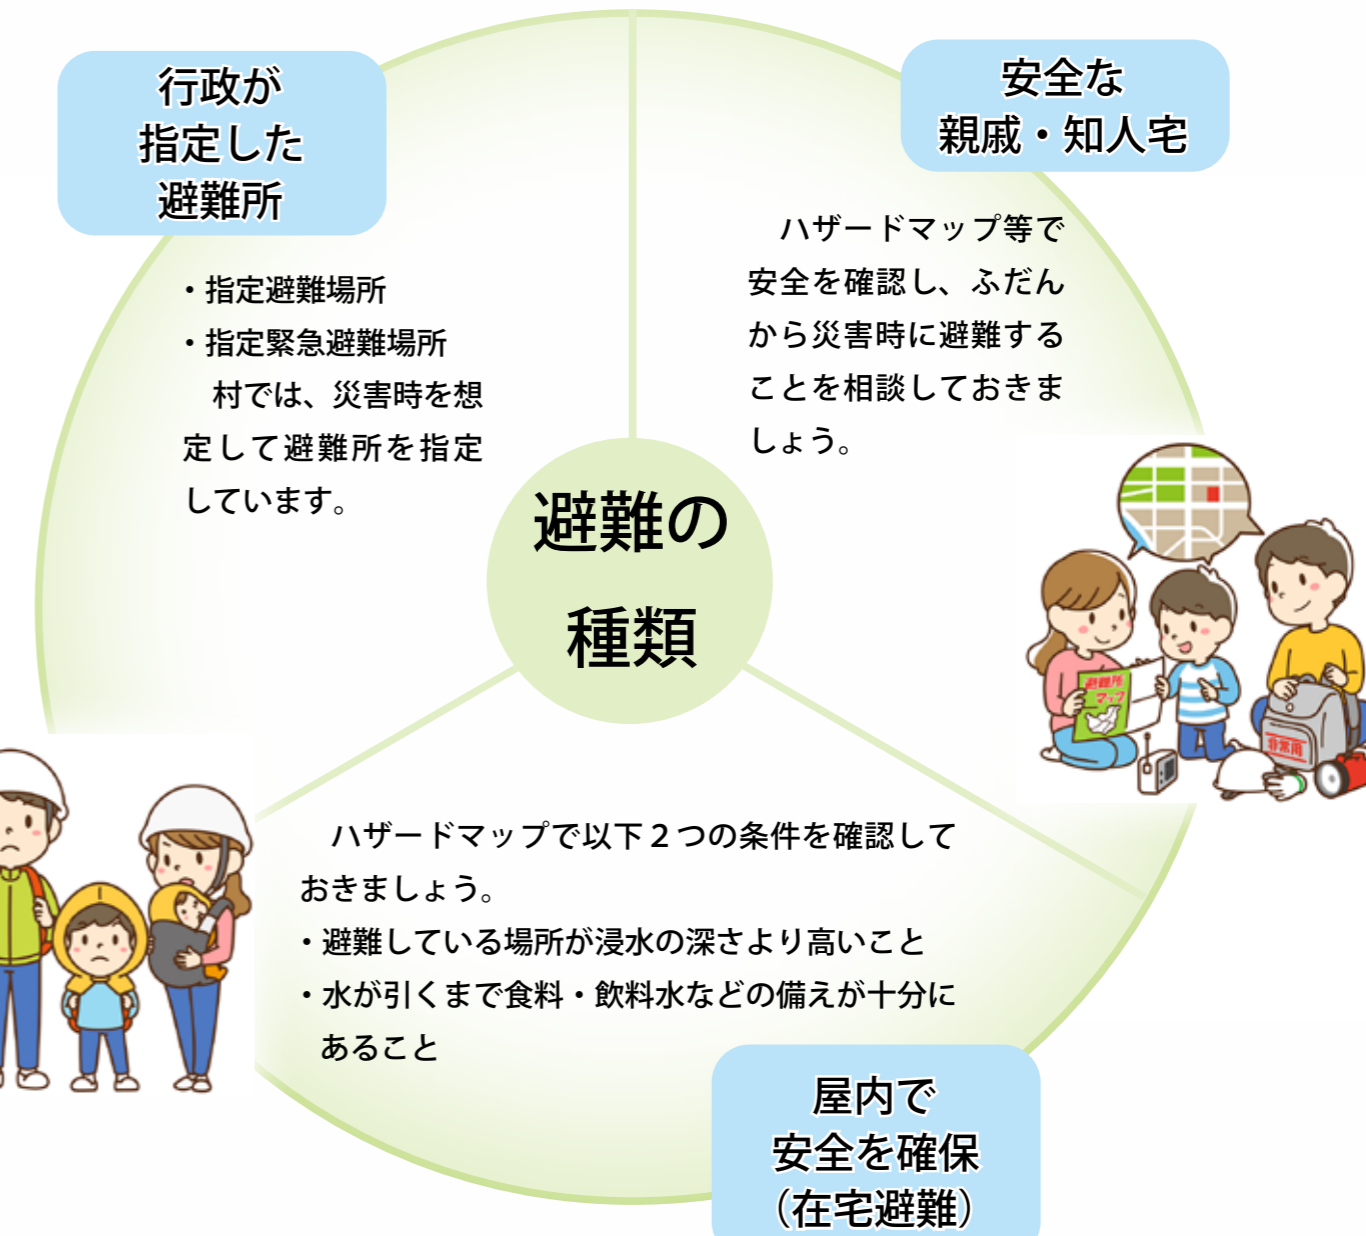 行政が
指定した
避難所
・指定避難場所
・指定緊急避難場所
　村では、災害時を想
定して避難所を指定
しています。
安全な
親戚・知人宅
　ハザードマップ等で
安全を確認し、ふだん
から災害時に避難する
ことを相談しておきま
しょう。
避難の
種類
避難所
マップ
非常用
　ハザードマップで以下２つの条件を確認して
おきましょう。
・避難している場所が浸水の深さより高いこと
・水が引くまで食料・飲料水などの備えが十分に
あること
屋内で
安全を確保
（在宅避難）